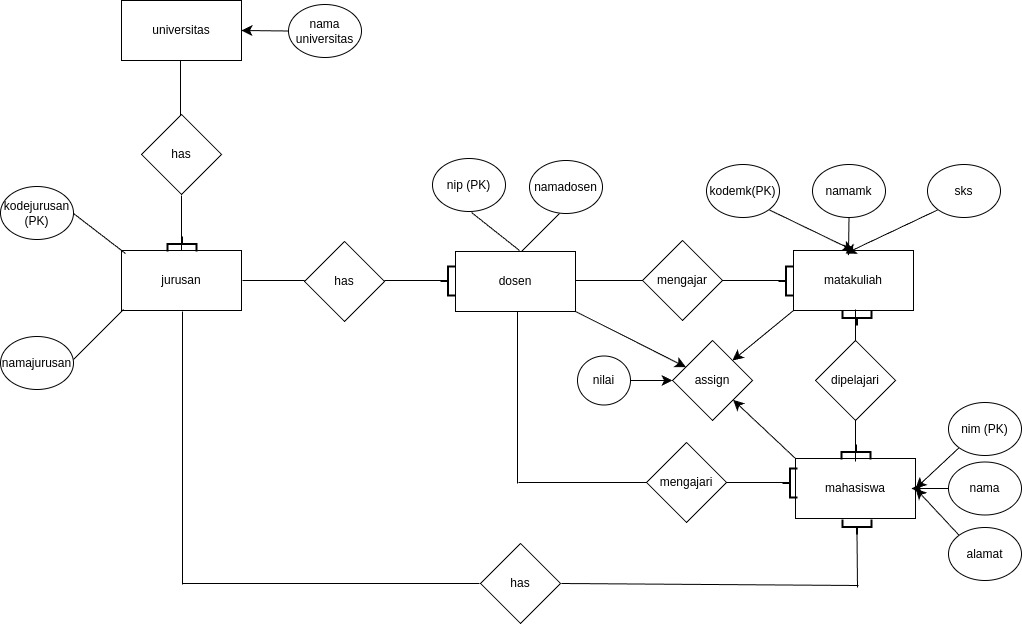 universitas
nama
universitas
has
kodejurusan
(PK)
nip (PK)
namadosen
kodemk(PK)
namamk
sks
jurusan
has
dosen
mengajar
matakuliah
namajurusan
nilai
assign
dipelajari
nim (PK)
mengajari
mahasiswa
nama
alamat
has